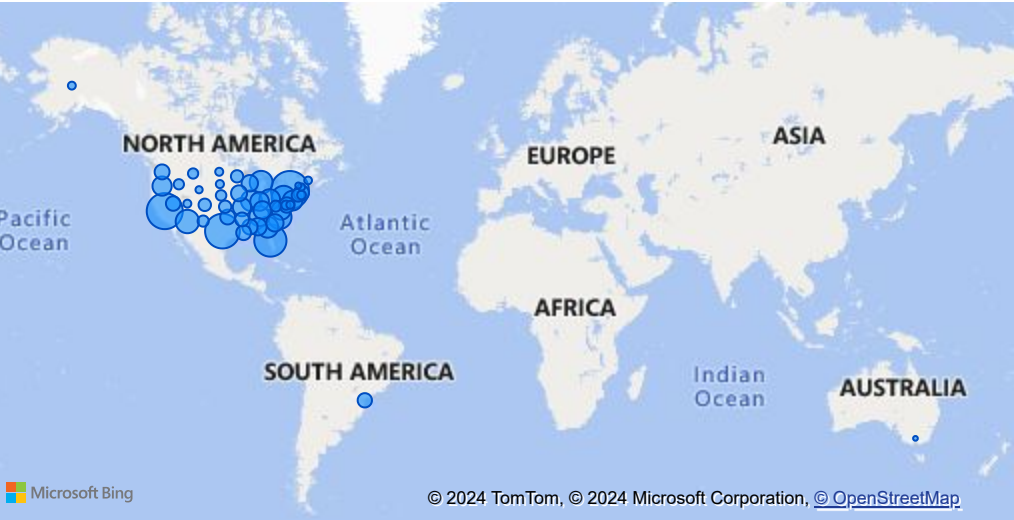 NORTH AMERICA
ASIA
EUROPE
Pacific
Ocean
Atlantic
Ocean
AFRICA
SOUTH AMERICA
Indian
Ocean
AUSTRALIA
Microsoft Bing
© 2024 TomTom, © 2024 Microsoft Corporation, © OpenStreetMap